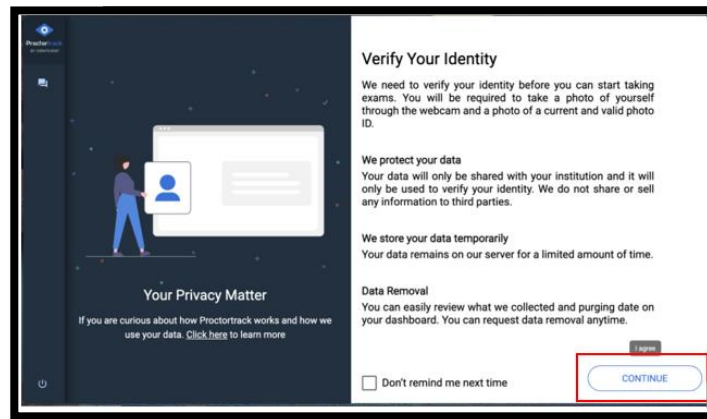 Proctortrack
Your Privacy Matter
If you are curious about how Proctortrack works and how we
use your data. Click here to learn more
Verify Your Identity
We need to verify your identity before you can start taking
exams. You will be required to take a photo of yourself
through the webcam and a photo of a current and valid photo
ID.
We protect your data
Your data will only be shared with your institution and it will
only be used to verify your identity. We do not share or sell
any information to third parties.
We store your data temporarily
Your data remains on our server for a limited amount of time.
Data Removal
You can easily review what we collected and purging date on
your dashboard. You can request data removal anytime.
I agree
Don't remind me next time
CONTINUE